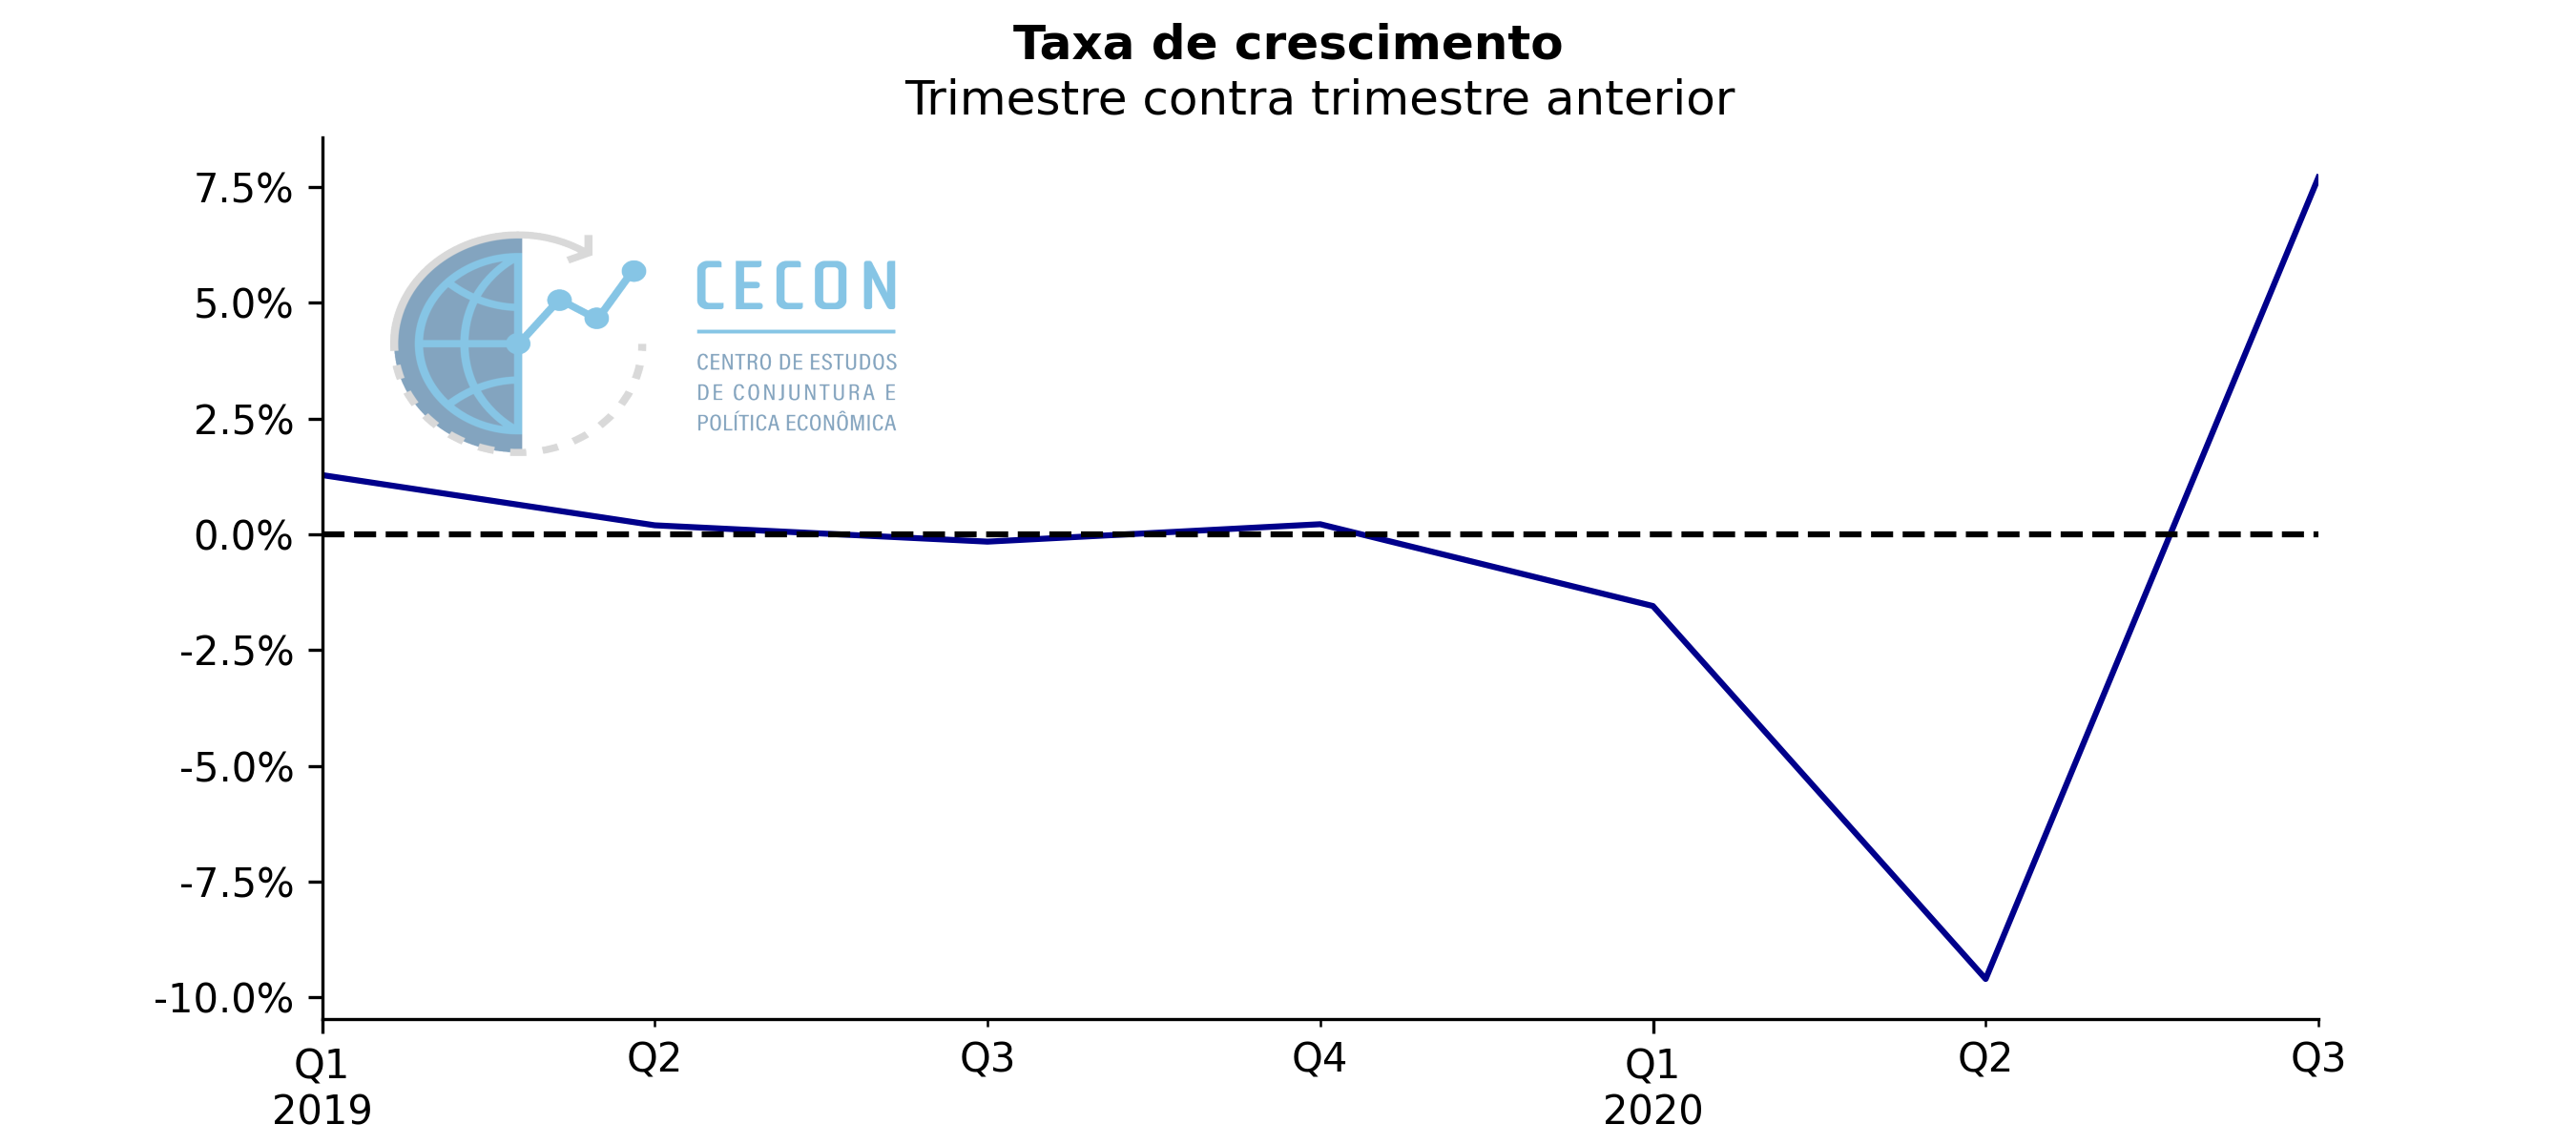 Taxa de crescimento
Trimestre contra trimestre anterior
7.5%
5.0%
2.5%
0.0%
-2.5%
-5.0%
-7.5%
-10.0%
CECON
CENTRO DE ESTUDOS
DE CONJUNTURA E
POLÍTICA ECONÔMICA
Q1 Q2 Q3 Q4 Q1 Q2 Q3
2019 2020